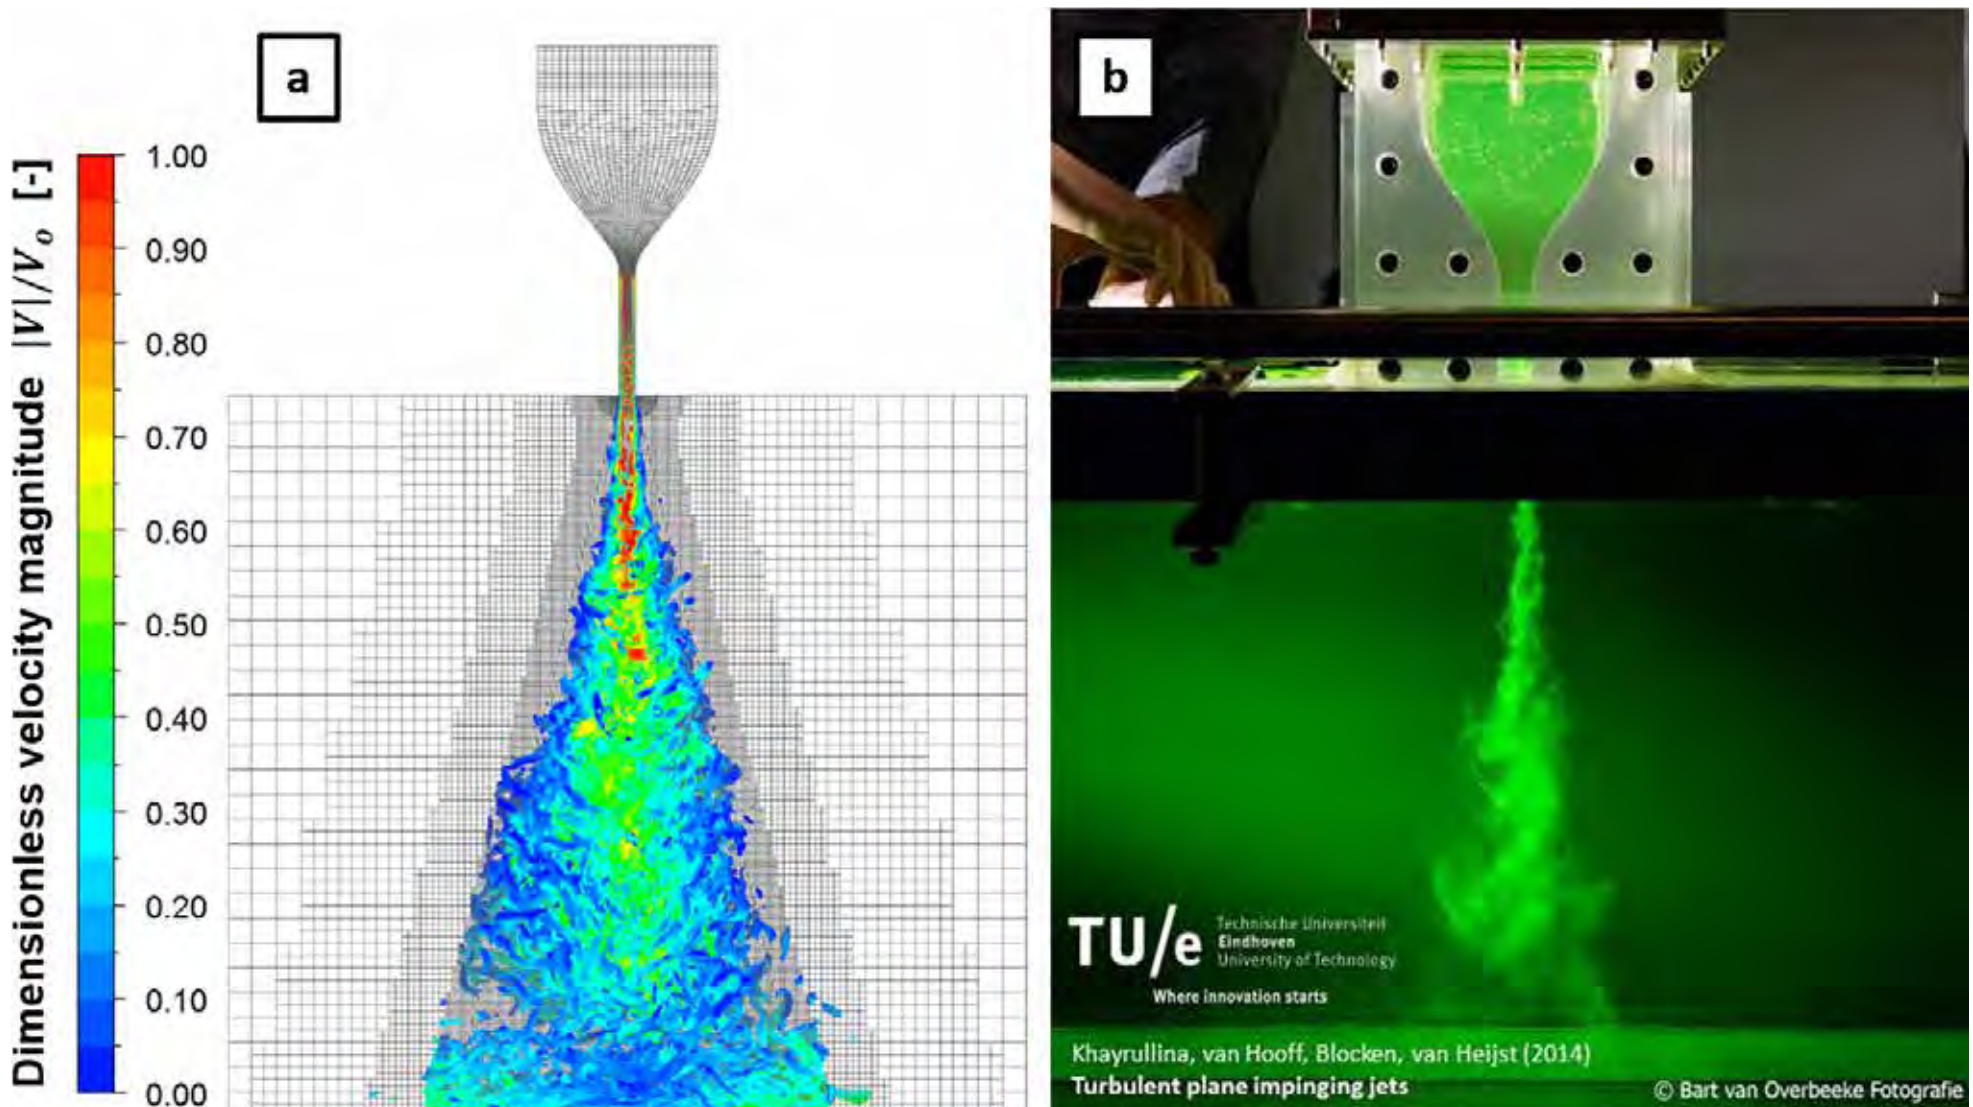 a
Dimensionless velocity magnitude |V|/Vo [-]
1.00
0.90
0.80
0.70
0.60
0.50
0.40
0.30
0.20
0.10
0.00
b
TU/e
Technische Universiteit
Eindhoven
University of Technology
Where innovation starts
Khayrullina, van Hooff, Blocken, van Heijst (2014)
Turbulent plane impinging jets
© Bart van Overbeeke Fotografie